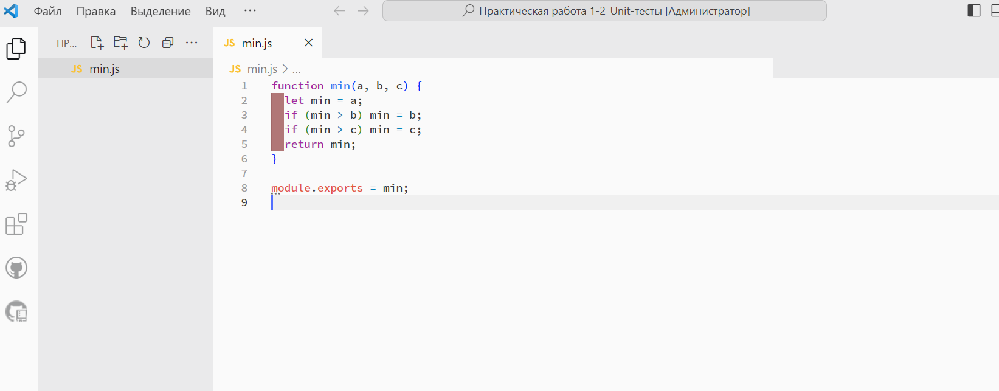 Файл Правка Выделение Вид ... Практическая работа 1-2_Unit-тесты [Администратор]
ПР... ...
JS min.js
JS min.js
JS min.js > ...
1 function min(a, b, c) {
2 let min = a;
3 if (min > b) min = b;
4 if (min > c) min = c;
5 return min;
6 }
7
8 module.exports = min;
9